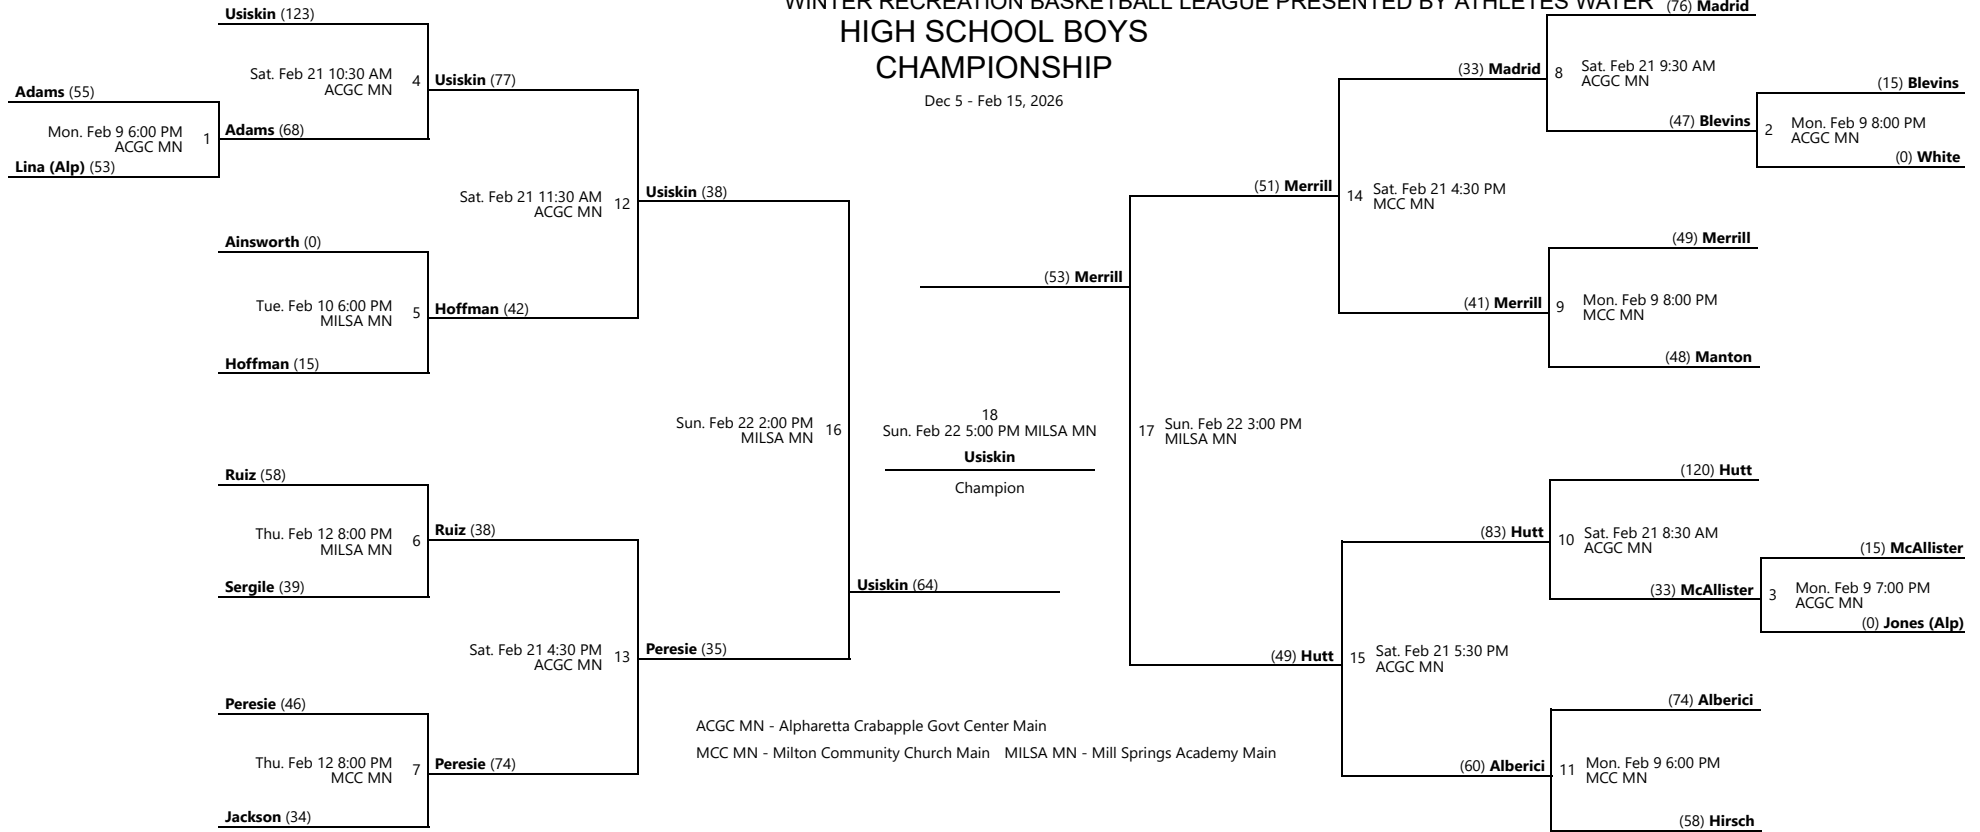 WINTER RECREATION BASKETBALL LEAGUE PRESENTED BY ATHLETES WATER
HIGH SCHOOL BOYS
CHAMPIONSHIP
Dec 5 - Feb 15, 2026
Usiskin (123)
Sat. Feb 21 10:30 AM
ACGC MN
4
Usiskin (77)
Adams (55)
Mon. Feb 9 6:00 PM
ACGC MN
1
Adams (68)
Lina (Alp) (53)
Sat. Feb 21 11:30 AM
ACGC MN
12
Usiskin (38)
Ainsworth (0)
Tue. Feb 10 6:00 PM
MILSA MN
5
Hoffman (42)
Hoffman (15)
Sun. Feb 22 2:00 PM
MILSA MN
16
Ruiz (58)
Thu. Feb 12 8:00 PM
MILSA MN
6
Ruiz (38)
Sergile (39)
Usiskin (64)
Sat. Feb 21 4:30 PM
ACGC MN
13
Peresie (35)
Peresie (46)
Thu. Feb 12 8:00 PM
MCC MN
7
Peresie (74)
Jackson (34)
(53) Merrill
18
Sun. Feb 22 5:00 PM MILSA MN
Usiskin
Champion
(76) Madrid
(33) Madrid
8
Sat. Feb 21 9:30 AM
ACGC MN
(15) Blevins
(47) Blevins
2
Mon. Feb 9 8:00 PM
ACGC MN
(0) White
(51) Merrill
14
Sat. Feb 21 4:30 PM
MCC MN
(49) Merrill
(41) Merrill
9
Mon. Feb 9 8:00 PM
MCC MN
(48) Manton
17
Sun. Feb 22 3:00 PM
MILSA MN
(120) Hutt
(83) Hutt
10
Sat. Feb 21 8:30 AM
ACGC MN
(15) McAllister
(33) McAllister
3
Mon. Feb 9 7:00 PM
ACGC MN
(0) Jones (Alp)
(49) Hutt
15
Sat. Feb 21 5:30 PM
ACGC MN
(74) Alberici
(60) Alberici
11
Mon. Feb 9 6:00 PM
MCC MN
(58) Hirsch
ACGC MN - Alpharetta Crabapple Govt Center Main
MCC MN - Milton Community Church Main MILSA MN - Mill Springs Academy Main